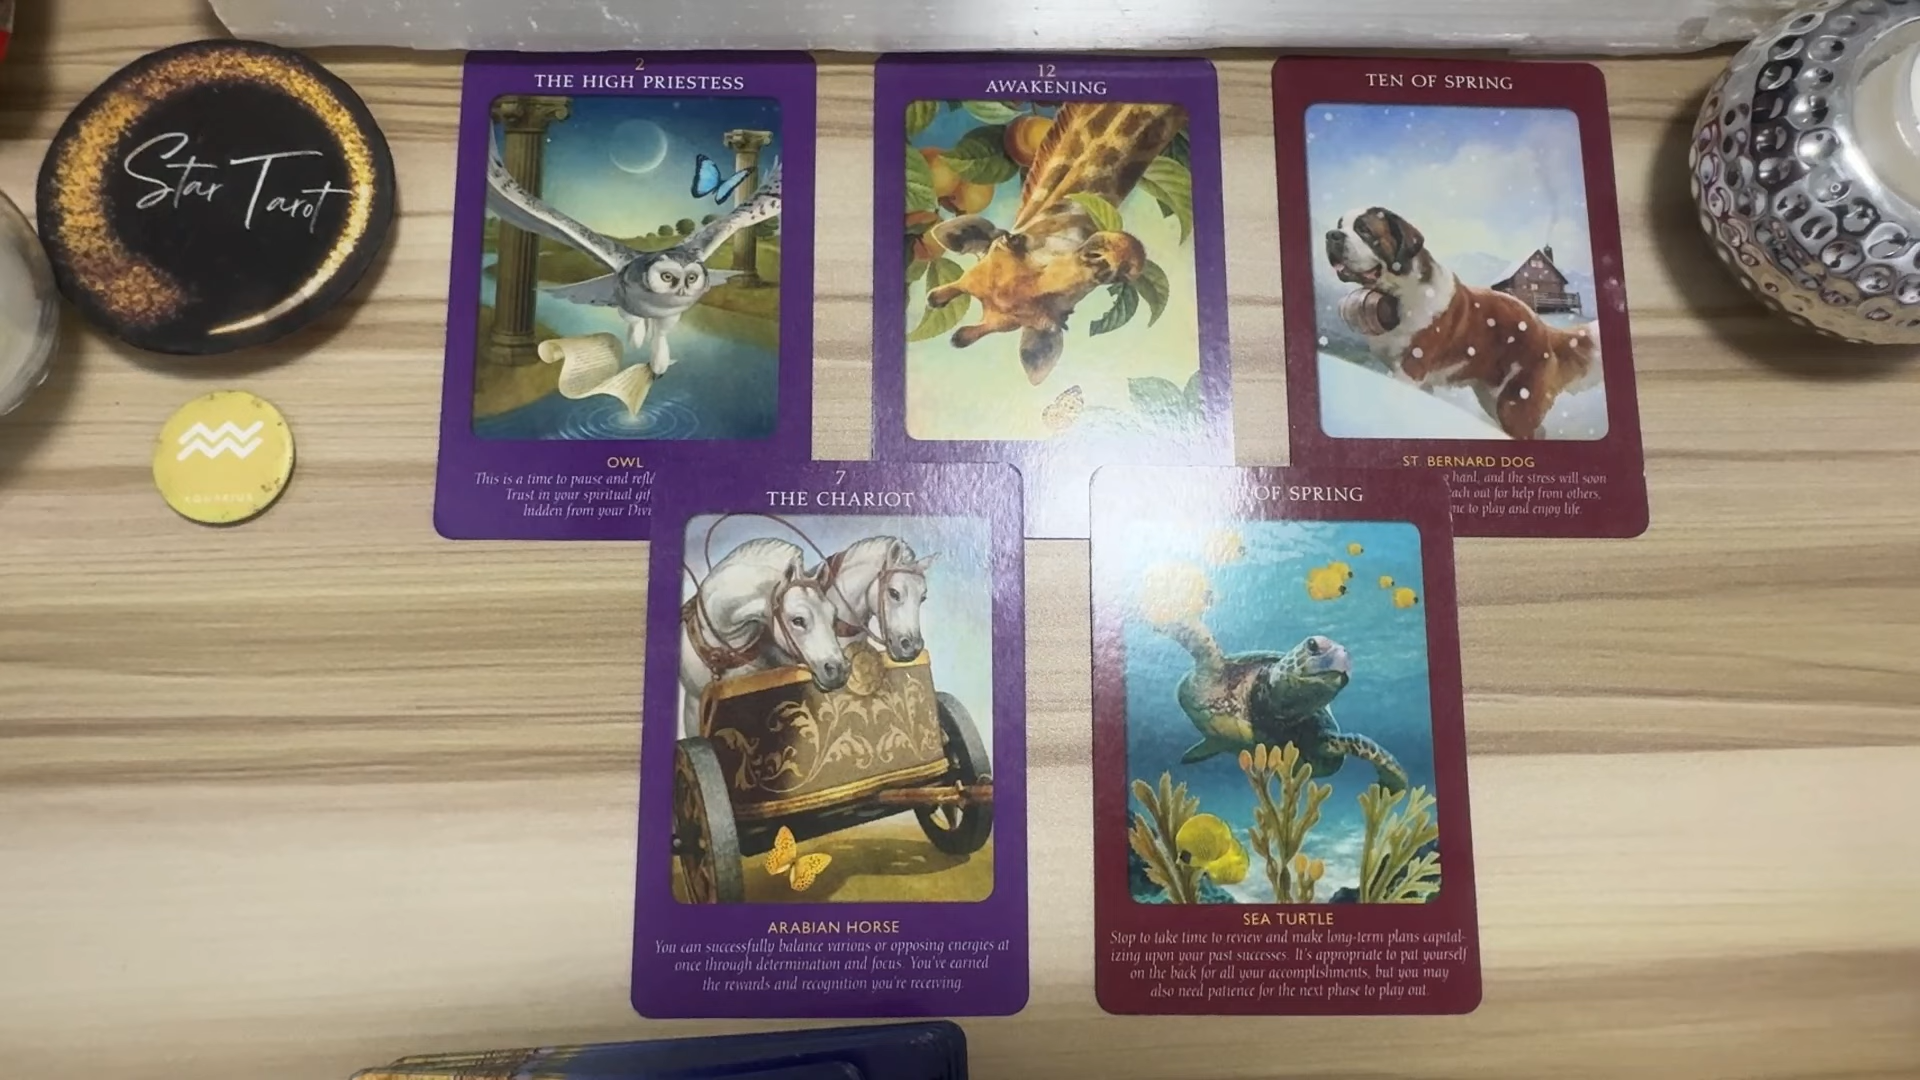 Star Tarot
AQUARIUS
2
THE HIGH PRIESTESS
OWL
This is a time to pause and refl
Trust in your spiritual gif
hidden from your Divi
12
AWAKENING
TEN OF SPRING
ST. BERNARD DOG
hard, and the stress will soon
ach out for help from others,
me to play and enjoy life.
7
THE CHARIOT
ARABIAN HORSE
You can successfully balance various or opposing energies at
once through determination and focus. You've earned
the rewards and recognition you're receiving.
OF SPRING
SEA TURTLE
Stop to take time to review and make long-term plans capital-
izing upon your past successes. It's appropriate to pat yourself
on the back for all your accomplishments, but you may
also need patience for the next phase to play out.